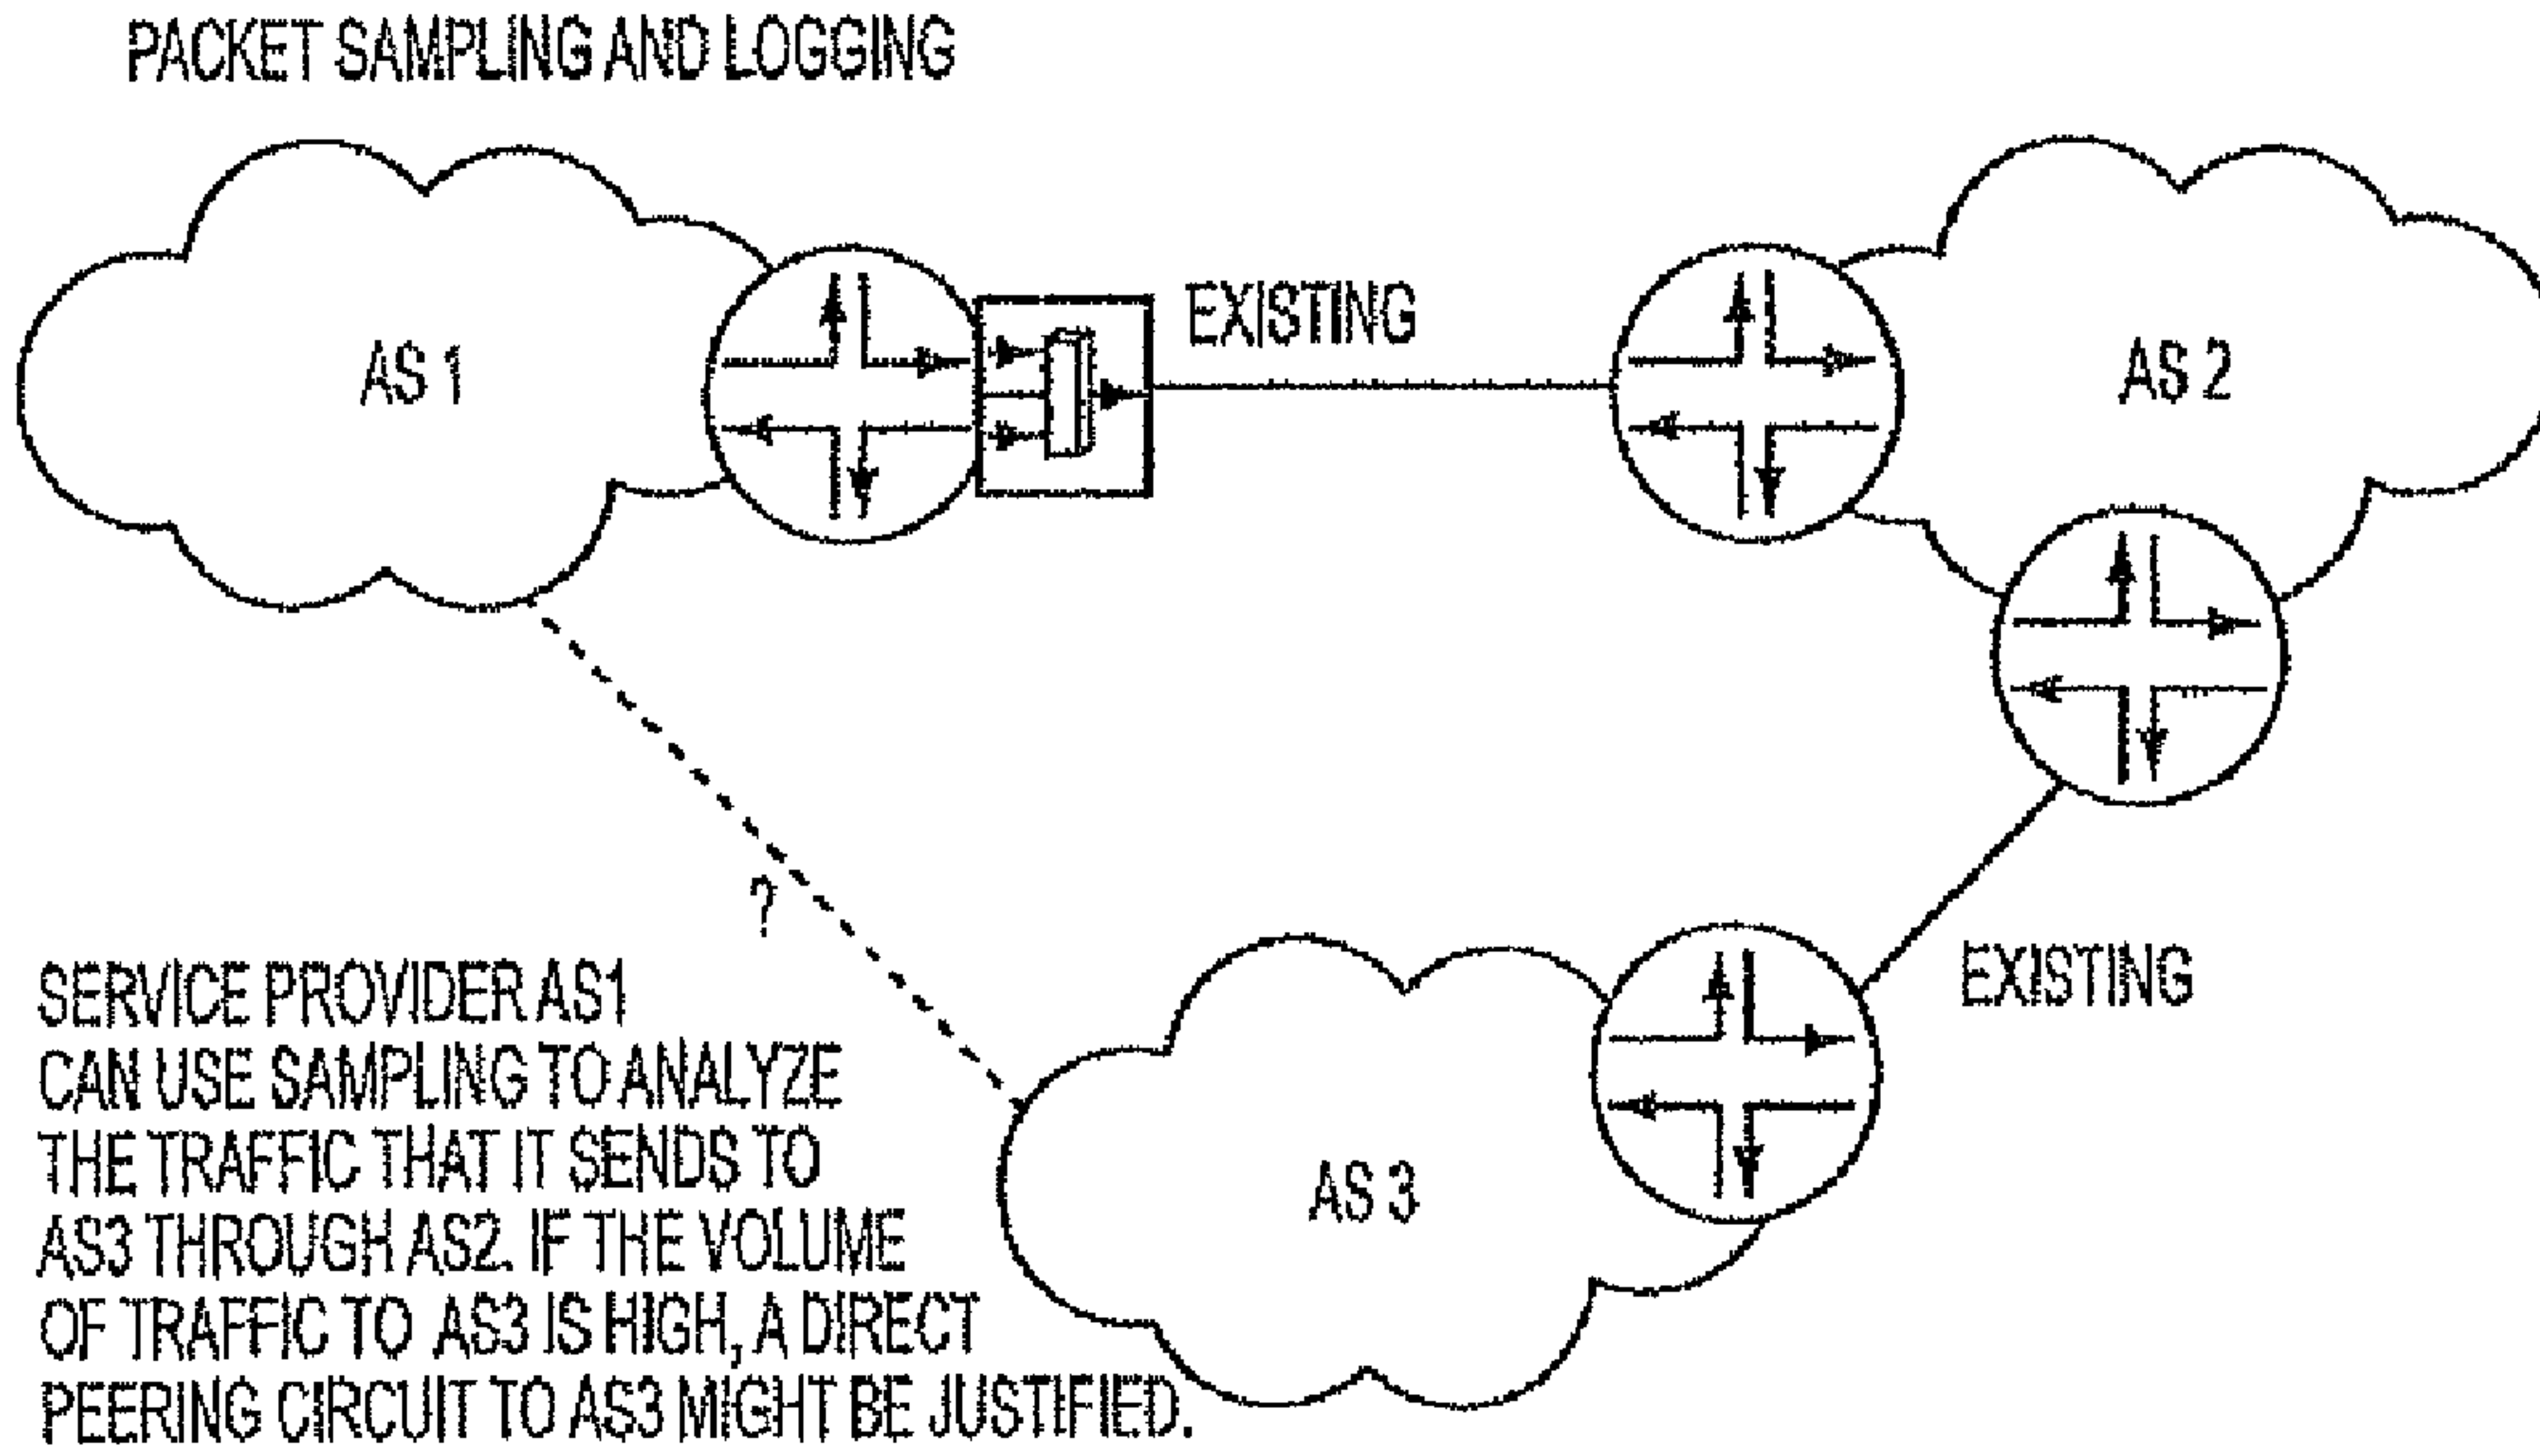 PACKET SAMPLING AND LOGGING
AS 1
EXISTING
AS 2
?
EXISTING
AS 3
SERVICE PROVIDER AS1
CAN USE SAMPLING TO ANALYZE
THE TRAFFIC THAT IT SENDS TO
AS3 THROUGH AS2. IF THE VOLUME
OF TRAFFIC TO AS3 IS HIGH, A DIRECT
PEERING CIRCUIT TO AS3 MIGHT BE JUSTIFIED.